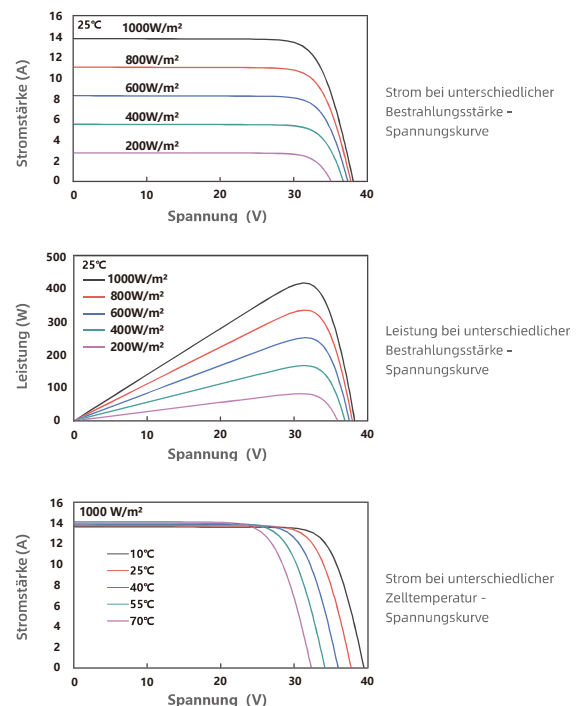 25℃
1000W/m²
800W/m²
600W/m²
400W/m²
200W/m²
16
14
12
10
8
6
4
2
0
0
10
20
30
40
Stromstärke (A)
Spannung (V)
Strom bei unterschiedlicher
Bestrahlungsstärke –
Spannungskurve
25℃
1000W/m²
800W/m²
600W/m²
400W/m²
200W/m²
500
400
300
200
100
0
0
10
20
30
40
Leistung (W)
Spannung (V)
Leistung bei unterschiedlicher
Bestrahlungsstärke –
Spannungskurve
1000 W/m²
10℃
25℃
40℃
55℃
70℃
16
14
12
10
8
6
4
2
0
0
10
20
30
40
Stromstärke (A)
Spannung (V)
Strom bei unterschiedlicher
Zelltemperatur -
Spannungskurve